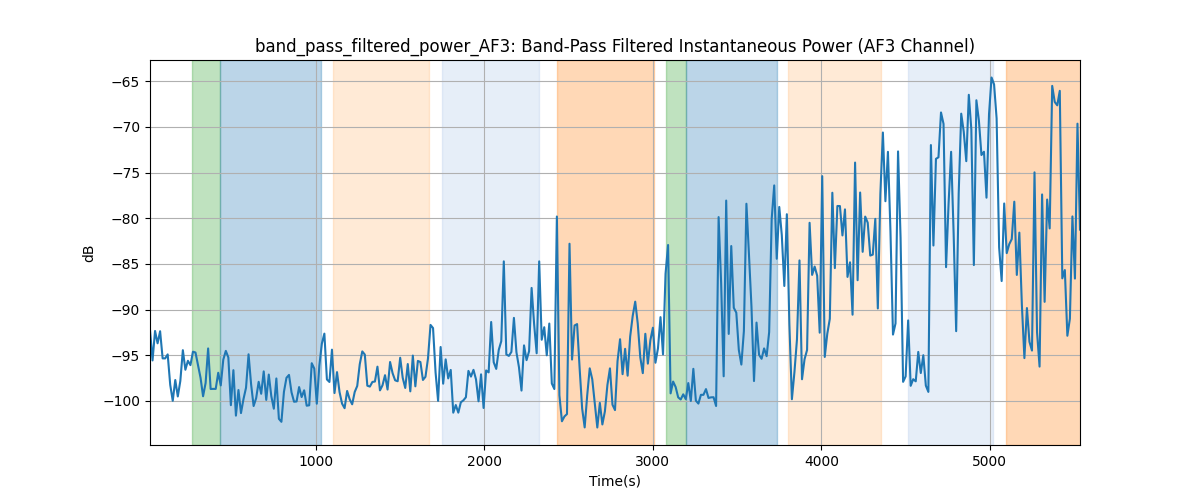 band_pass_filtered_power_AF3: Band-Pass Filtered Instantaneous Power (AF3 Channel)
−65
−70
−75
−80
−85
−90
−95
−100
dB
1000 2000 3000 4000 5000
Time(s)